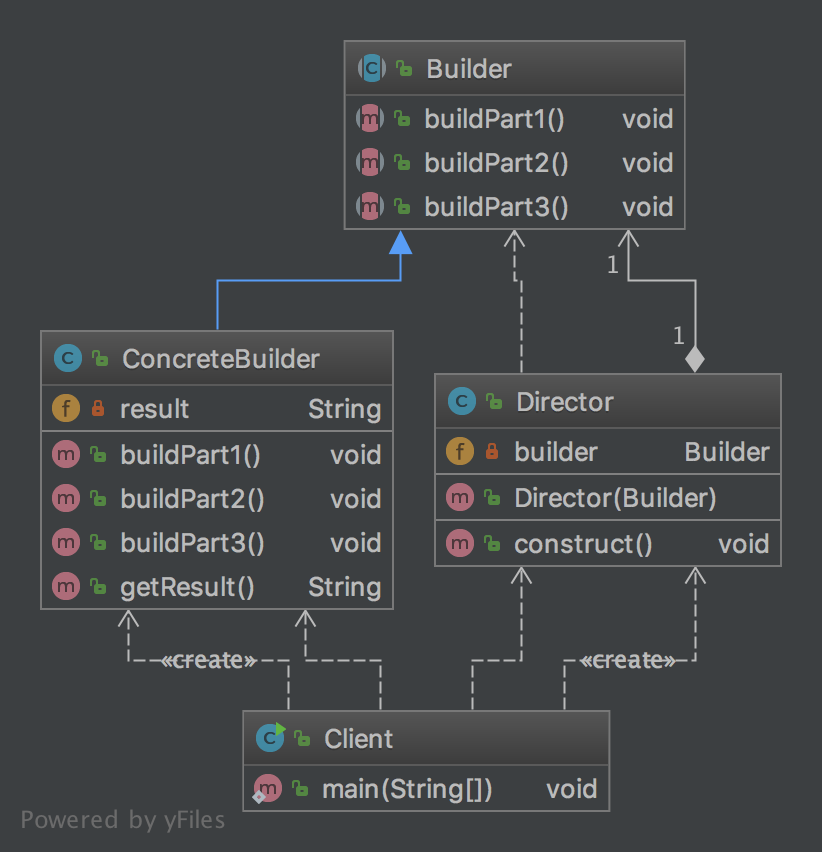 Builder
buildPart1() void
buildPart2() void
buildPart3() void
1
1
ConcreteBuilder
result String
buildPart1() void
buildPart2() void
buildPart3() void
getResult() String
Director
builder Builder
Director(Builder)
construct() void
«create»
«create»
Client
main(String[]) void
Powered by yFiles